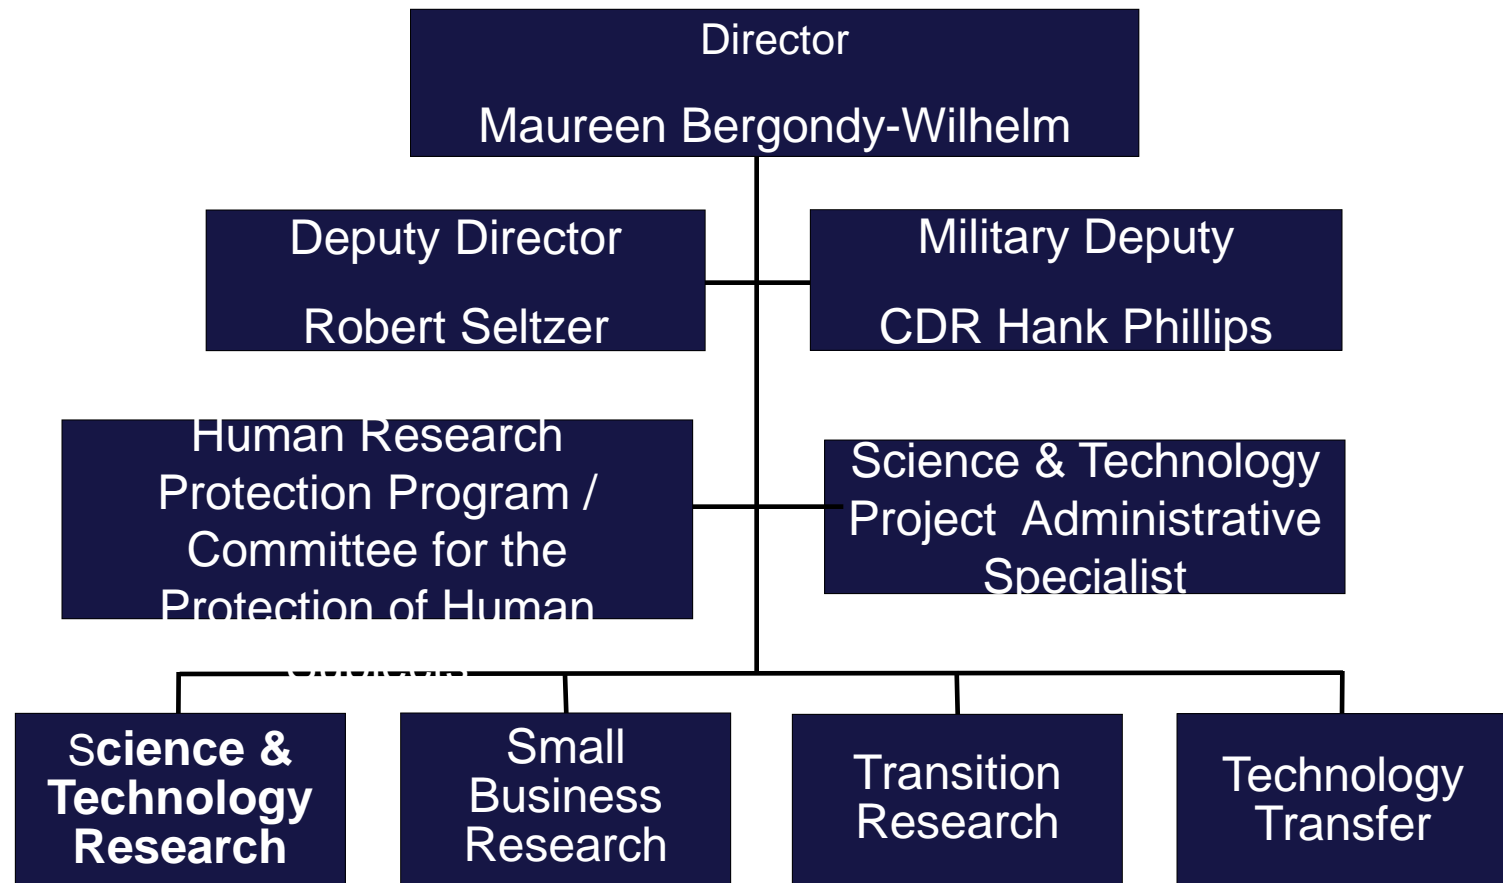 Director
Maureen Bergondy-Wilhelm
Deputy Director
Robert Seltzer
Military Deputy
CDR Hank Phillips
Human Research
Protection Program /
Committee for the
Protection of Human
Science & Technology
Project  Administrative
Specialist
Science &
Technology
Research
Small
Business
Research
Transition
Research
Technology
Transfer